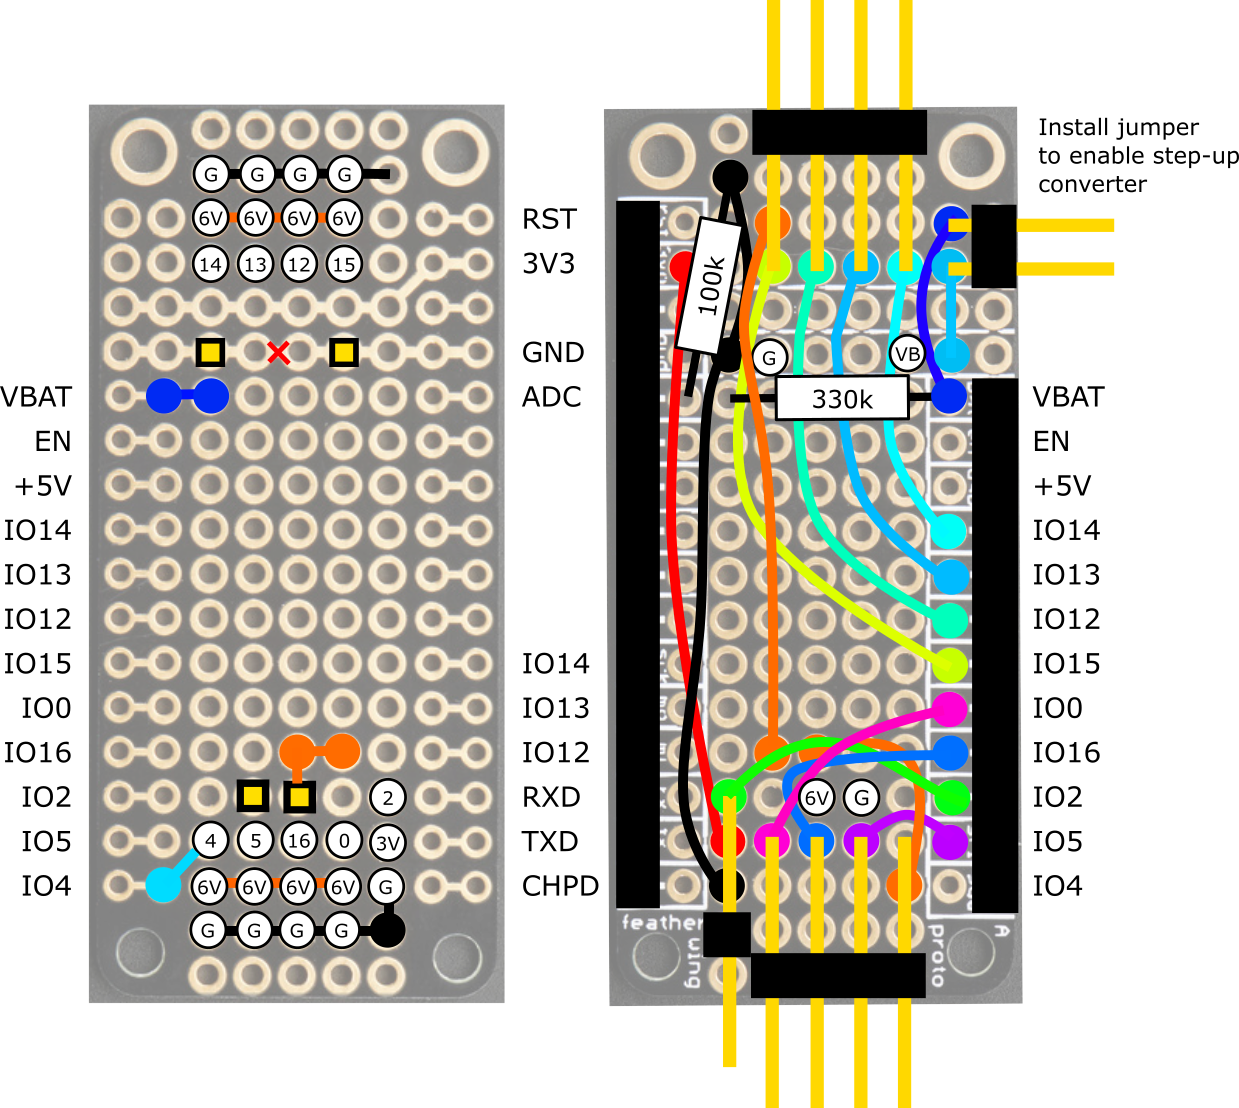 Install jumper
to enable step-up
converter
G G G G
6V 6V 6V 6V
14 13 12 15
4 5 16 0 3V
2
6V 6V 6V 6V G
G G G G
VBAT
EN
+5V
IO14
IO13
IO12
IO15
IO0
IO16
IO2
IO5
IO4
RST
3V3
GND
ADC
IO14
IO13
IO12
RXD
TXD
CHPD
100k
G
VB
330k
6V G
feather
wing
proto
A
VBAT
EN
+5V
IO14
IO13
IO12
IO15
IO0
IO16
IO2
IO5
IO4